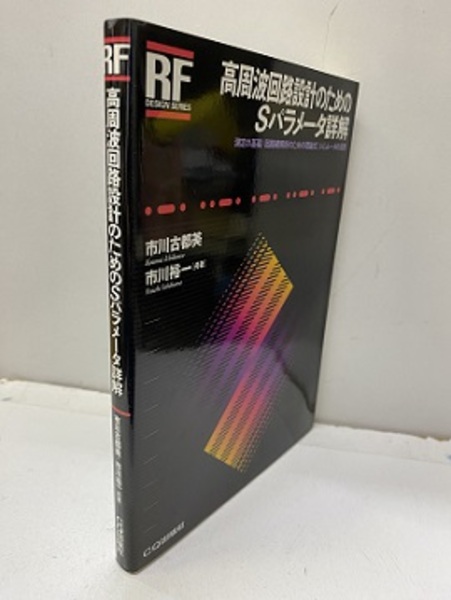 RF
DESIGN SERIES
高周波回路設計のための
Sパラメータ詳解
市川古都美
市川裕一[共著]
RF
高周波回路設計のためのSパラメータ詳解
CQ出版社